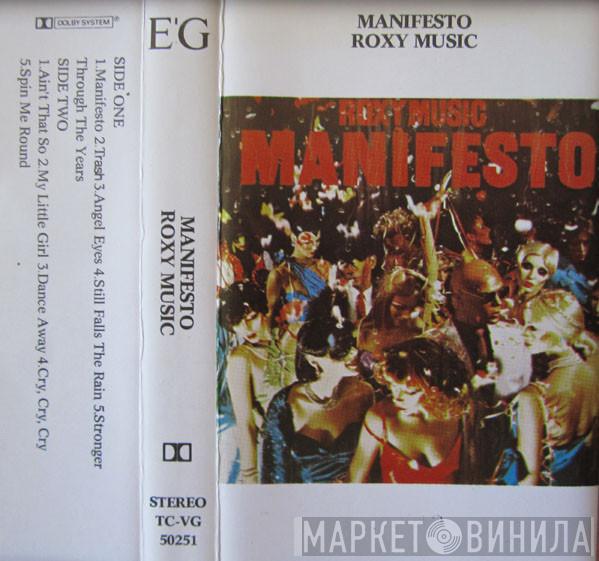 DOLBY SYSTEM®
SIDE ONE
1.Manifesto 2.Trash 3.Angel Eyes 4.Still Falls The Rain 5.Stronger
Through The Years
SIDE TWO
1.Ain't That So 2.My Little Girl 3.Dance Away 4.Cry, Cry, Cry
5.Spin Me Round
E'G
MANIFESTO
ROXY MUSIC
STEREO
TC-VG
50251
MANIFESTO
ROXY MUSIC
ROXY MUSIC
MANIFESTO
МАРКЕТ ВИНИЛА